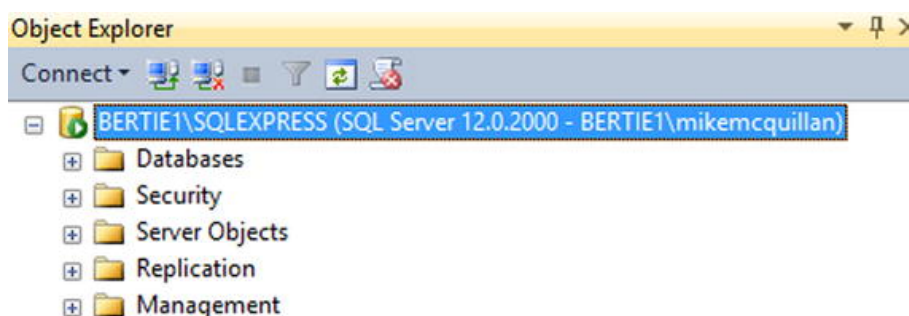 Object Explorer
Connect
BERTIE1\SQLEXPRESS (SQL Server 12.0.2000 - BERTIE1\mikemcquillan)
Databases
Security
Server Objects
Replication
Management